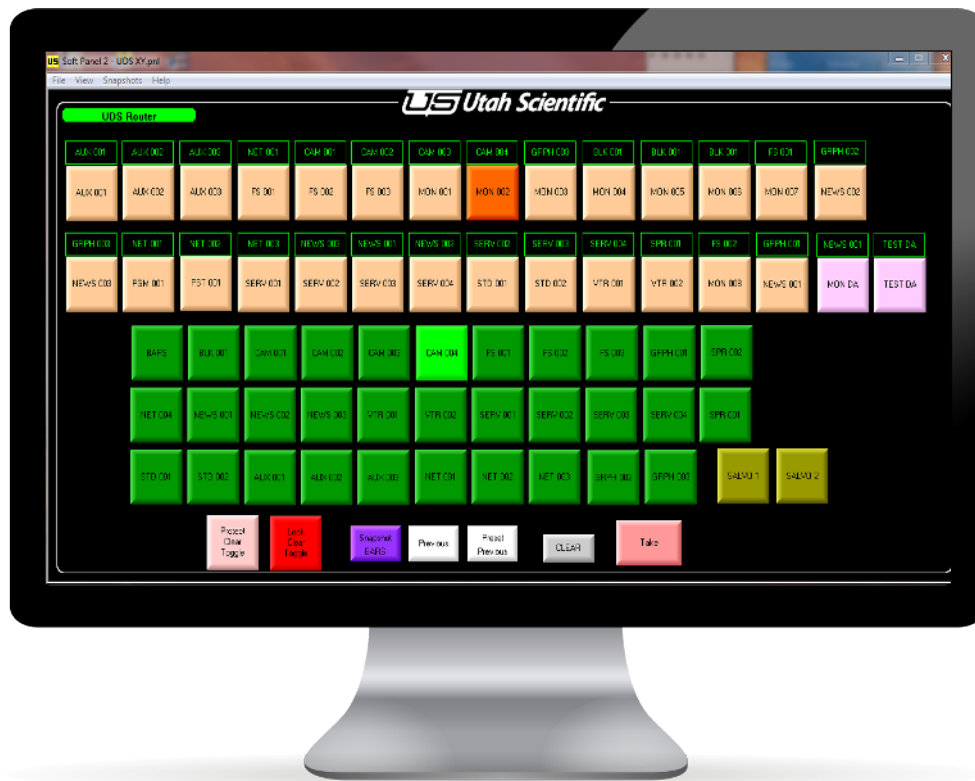 US Soft Panel 2 - UDS XY.pnl
File View Snapshots Help
US Utah Scientific
UDS Router
AUX 001 AUX 002 AUX 003 NET 001 CAM 001 CAM 002 CAM 003 CAM 004 GRPH 003 BLK 001 BLK 001 BLK 001 FS 001 GRPH 002
AUX 001 AUX 002 AUX 003 FS 001 FS 002 FS 003 MON 001 MON 002 MON 003 MON 004 MON 005 MON 006 MON 007 NEWS 002
GRPH 003 NET 001 NET 002 NET 003 NEWS 003 NEWS 001 NEWS 002 SERV 002 SERV 003 SERV 004 SPR 001 FS 002 GRPH 001 NEWS 001 TEST DA
NEWS 003 PGM 001 PST 001 SERV 001 SERV 002 SERV 003 SERV 004 STD 001 STD 002 VTR 001 VTR 002 MON 008 NEWS 001 MON DA TEST DA
BARS BLK 001 CAM 001 CAM 002 CAM 003 CAM 004 FS 001 FS 002 FS 003 GRPH 001 SPR 002
NET 004 NEWS 001 NEWS 002 NEWS 003 VTR 001 VTR 002 SERV 001 SERV 002 SERV 003 SERV 004 SPR 001
STD 001 STD 002 AUX 001 AUX 002 AUX 003 NET 001 NET 002 NET 003 GRPH 002 GRPH 003 SALVO 1 SALVO 2
Protect
Clear
Toggle
Lock
Clear
Toggle
Snapshot
BARS
Previous
Preset
Previous
CLEAR
Take